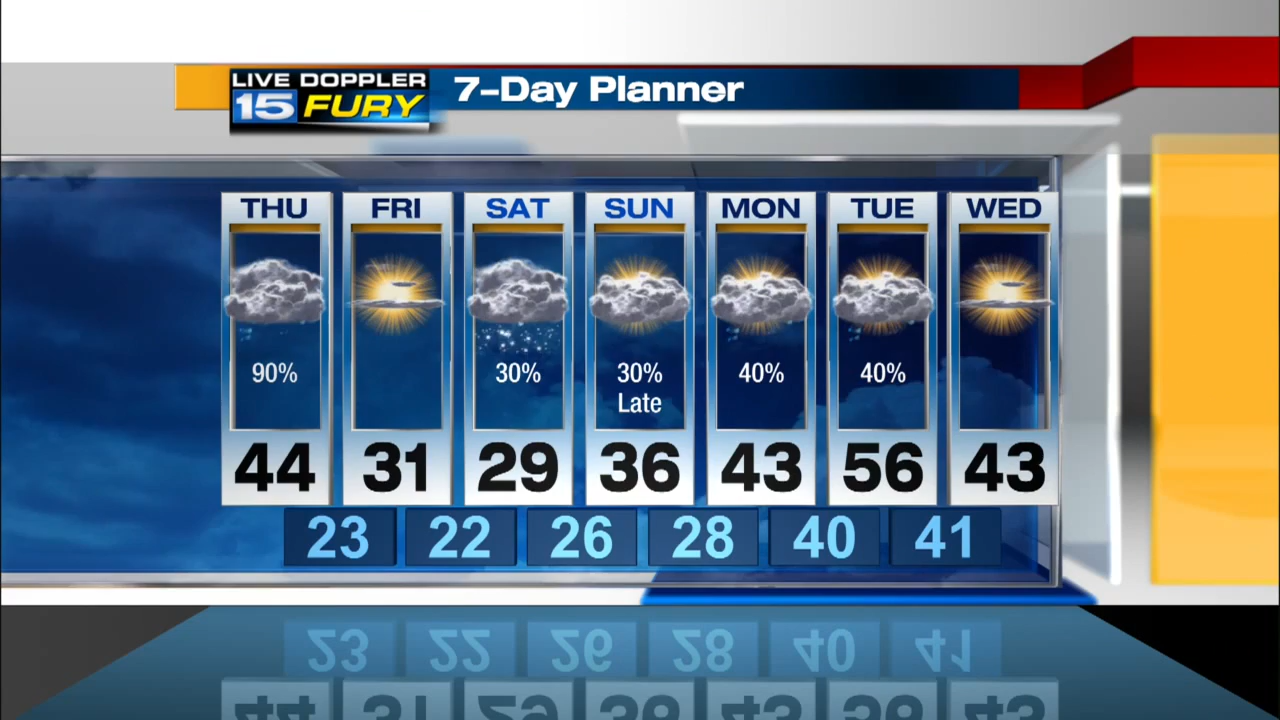 LIVE DOPPLER
15 FURY
7-Day Planner
THU FRI SAT SUN MON TUE WED
90% 30% 30% 40% 40%
Late
44 31 29 36 43 56 43
23 22 26 28 40 41